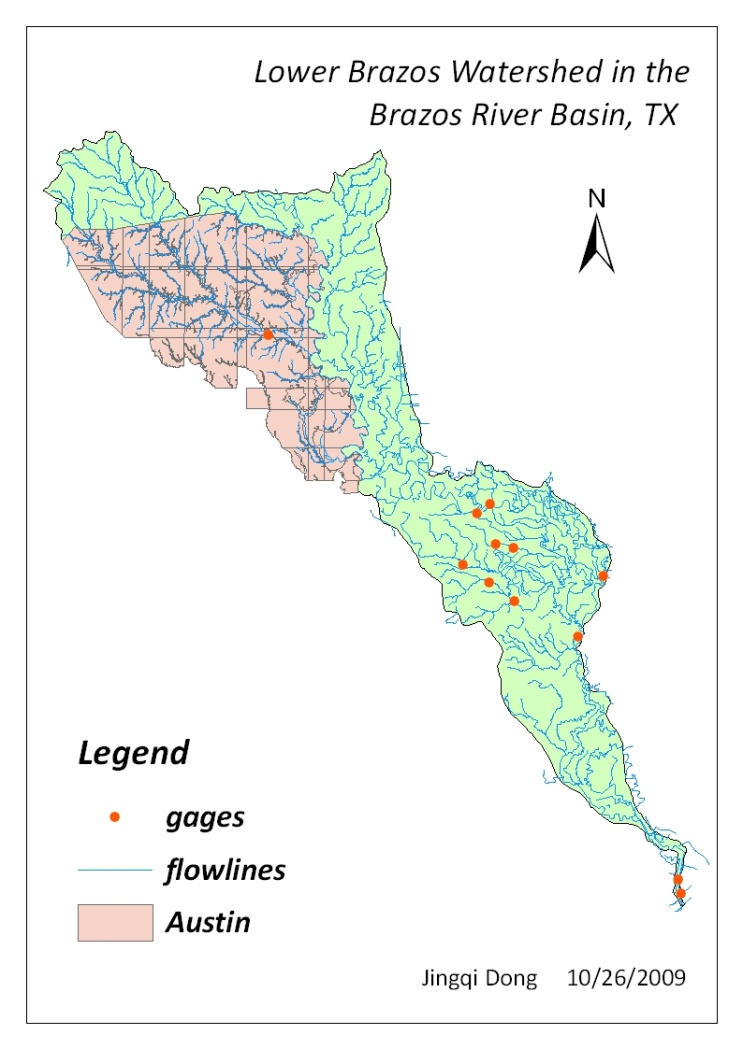 Lower Brazos Watershed in the
Brazos River Basin, TX
N
Legend
gages
flowlines
Austin
Jingqi Dong 10/26/2009